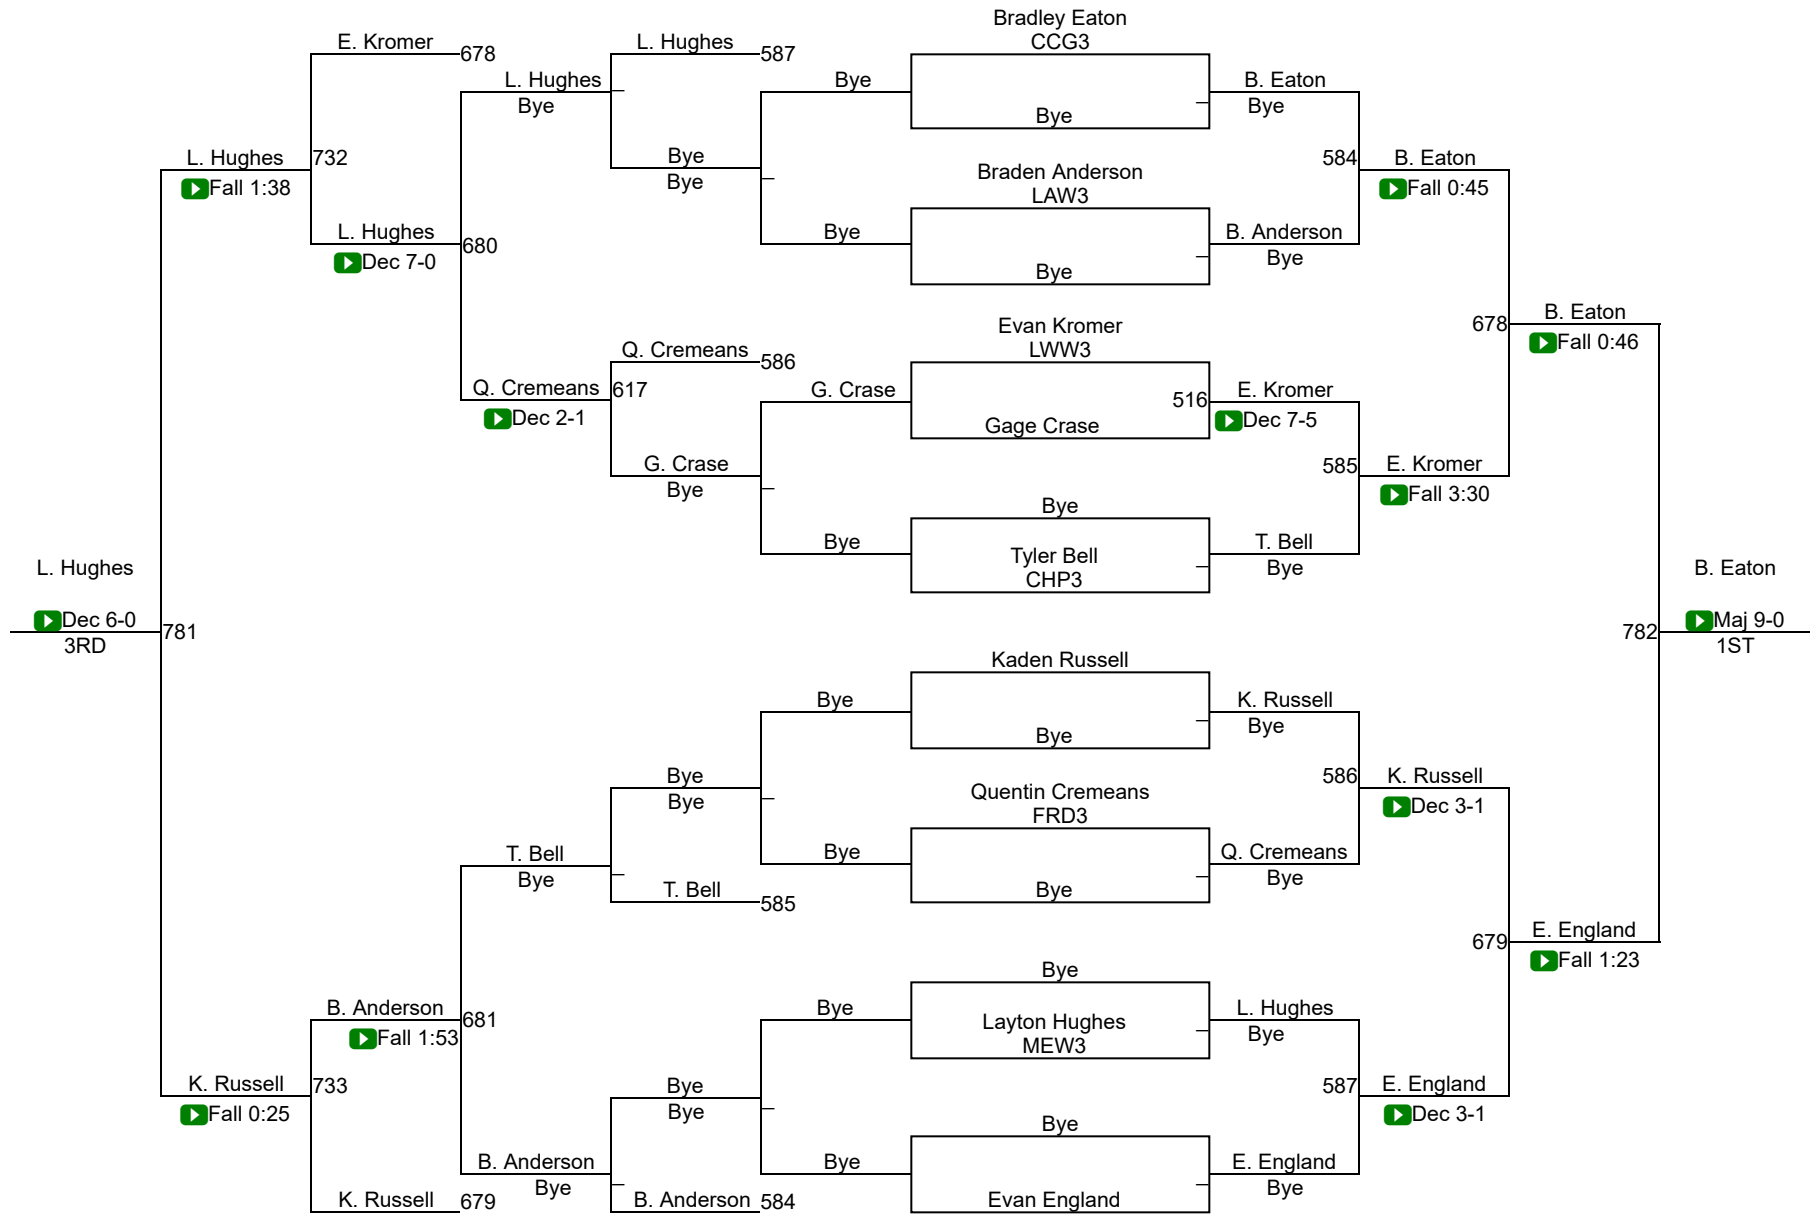 Bradley Eaton
CCG3
E. Kromer
678
L. Hughes
587
L. Hughes
Bye
Bye
Bye
B. Eaton
Bye
L. Hughes
Fall 1:38
732
Bye
Bye
Braden Anderson
LAW3
584
B. Eaton
Fall 0:45
L. Hughes
Dec 7-0
680
Bye
Bye
B. Anderson
Bye
Evan Kromer
LWW3
678
B. Eaton
Fall 0:46
Q. Cremeans
586
Q. Cremeans
Dec 2-1
617
G. Crase
Gage Crase
516
E. Kromer
Dec 7-5
G. Crase
Bye
585
E. Kromer
Fall 3:30
Bye
Bye
Tyler Bell
CHP3
T. Bell
Bye
L. Hughes
Dec 6-0
3RD
781
782
B. Eaton
Maj 9-0
1ST
Kaden Russell
Bye
Bye
K. Russell
Bye
Bye
Bye
Quentin Cremeans
FRD3
586
K. Russell
Dec 3-1
T. Bell
Bye
Bye
Bye
Q. Cremeans
Bye
T. Bell
585
679
E. England
Fall 1:23
Bye
B. Anderson
Fall 1:53
681
Bye
Layton Hughes
MEW3
L. Hughes
Bye
K. Russell
Fall 0:25
733
Bye
Bye
Bye
587
E. England
Dec 3-1
B. Anderson
Bye
Bye
Evan England
E. England
Bye
K. Russell
679
B. Anderson
584